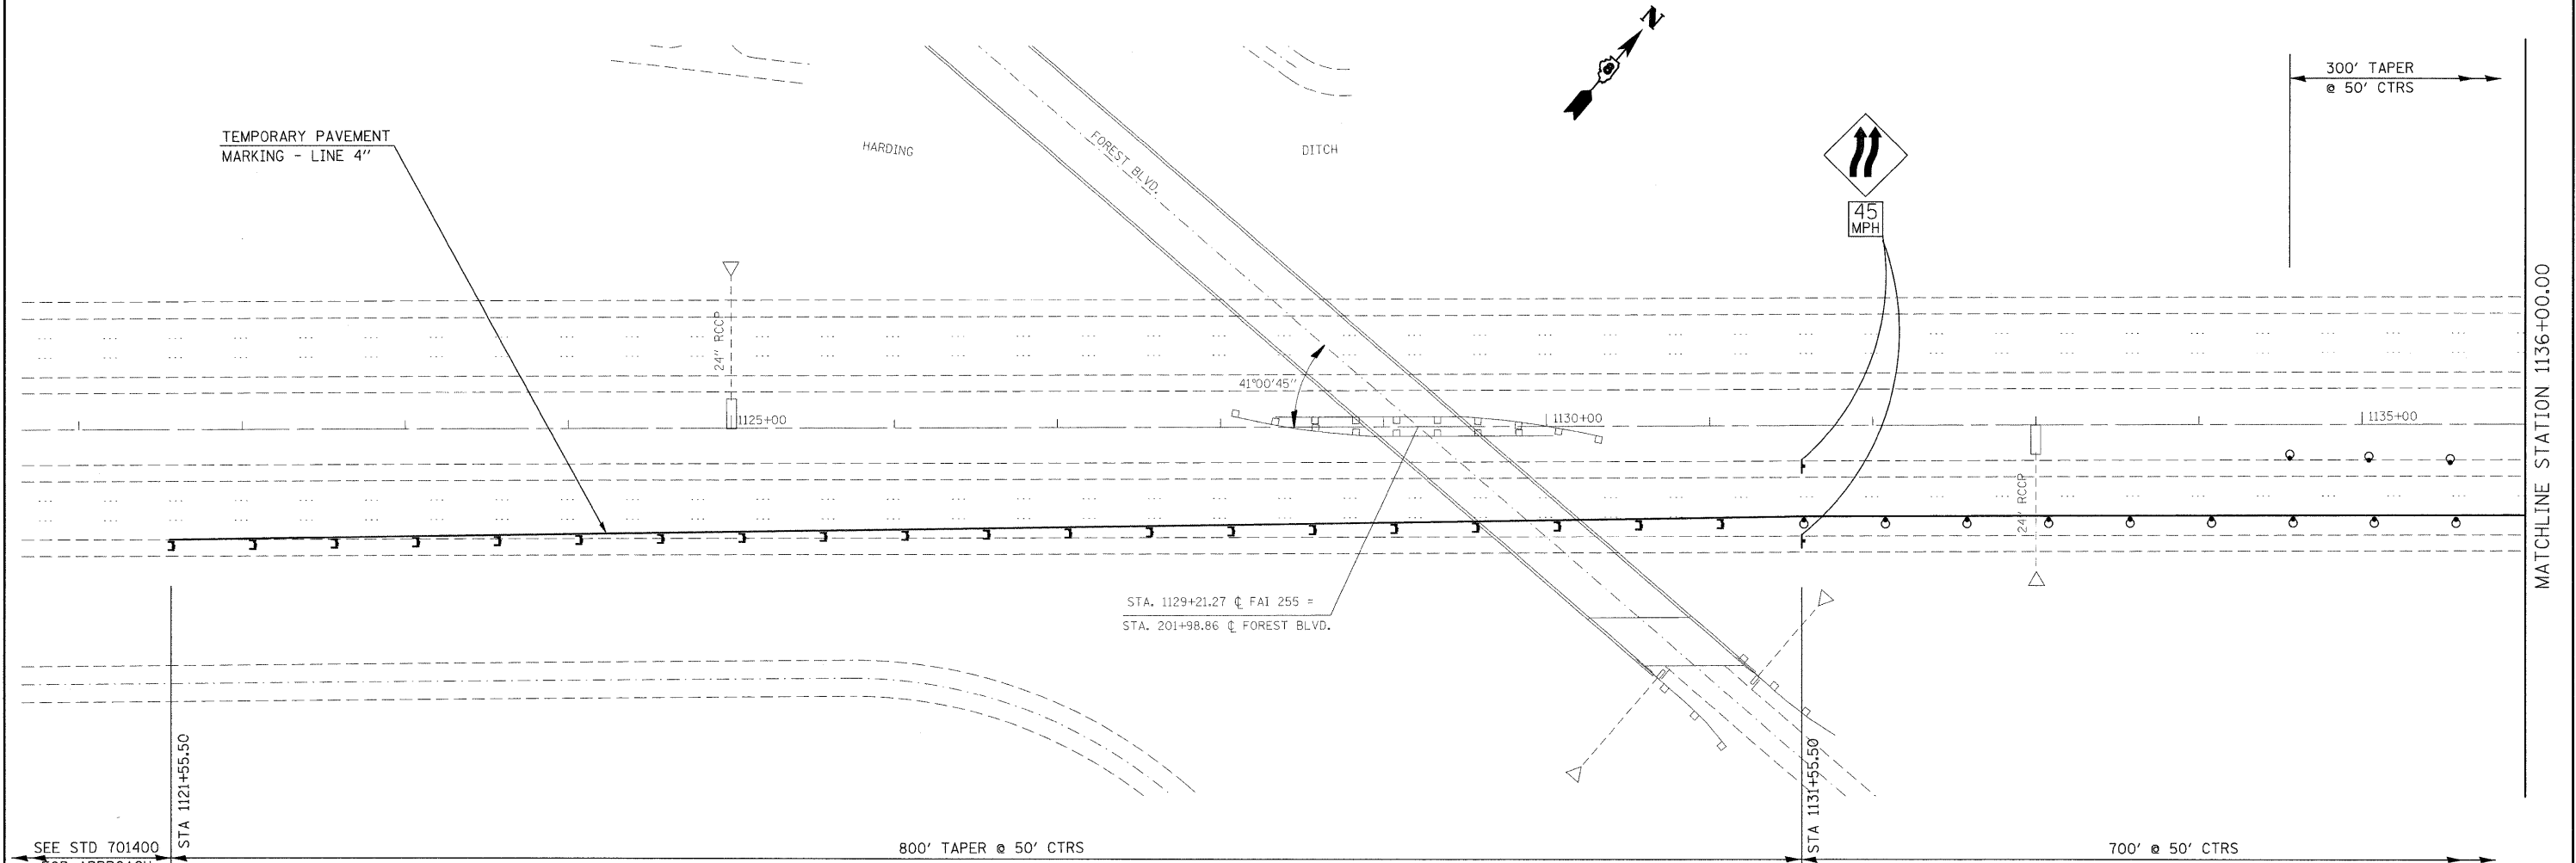 N
300' TAPER
@ 50' CTRS
TEMPORARY PAVEMENT
MARKING - LINE 4"
HARDING
FOREST BLVD.
DITCH
45
MPH
24" RCCP
41°00'45"
1125+00
1130+00
1135+00
24" RCCP
MATCHLINE STATION 1136+00.00
STA. 1129+21.27 ℄ FAI 255 =
STA. 201+98.86 ℄ FOREST BLVD.
STA 1121+55.50
STA 1131+55.50
SEE STD 701400
FOR APPROACH
800' TAPER @ 50' CTRS
700' @ 50' CTRS